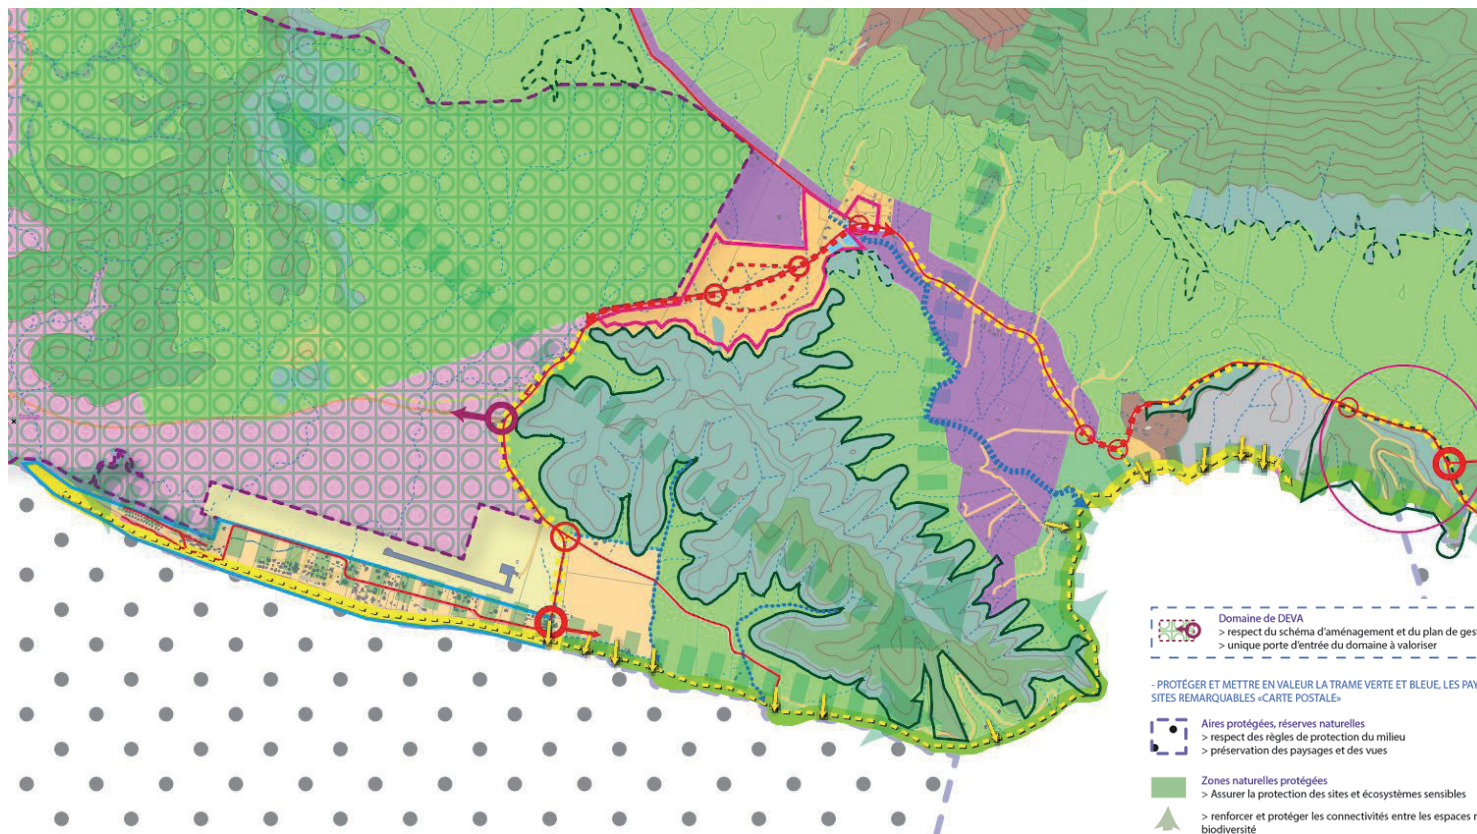 Domaine de DEVA
> respect du schéma d'aménagement et du plan de gest
> unique porte d'entrée du domaine à valoriser
- PROTÉGER ET METTRE EN VALEUR LA TRAME VERTE ET BLEUE, LES PAY
SITES REMARQUABLES «CARTE POSTALE»
Aires protégées, réserves naturelles
> respect des règles de protection du milieu
> préservation des paysages et des vues
Zones naturelles protégées
> Assurer la protection des sites et écosystèmes sensibles
> renforcer et protéger les connectivités entre les espaces
biodiversité